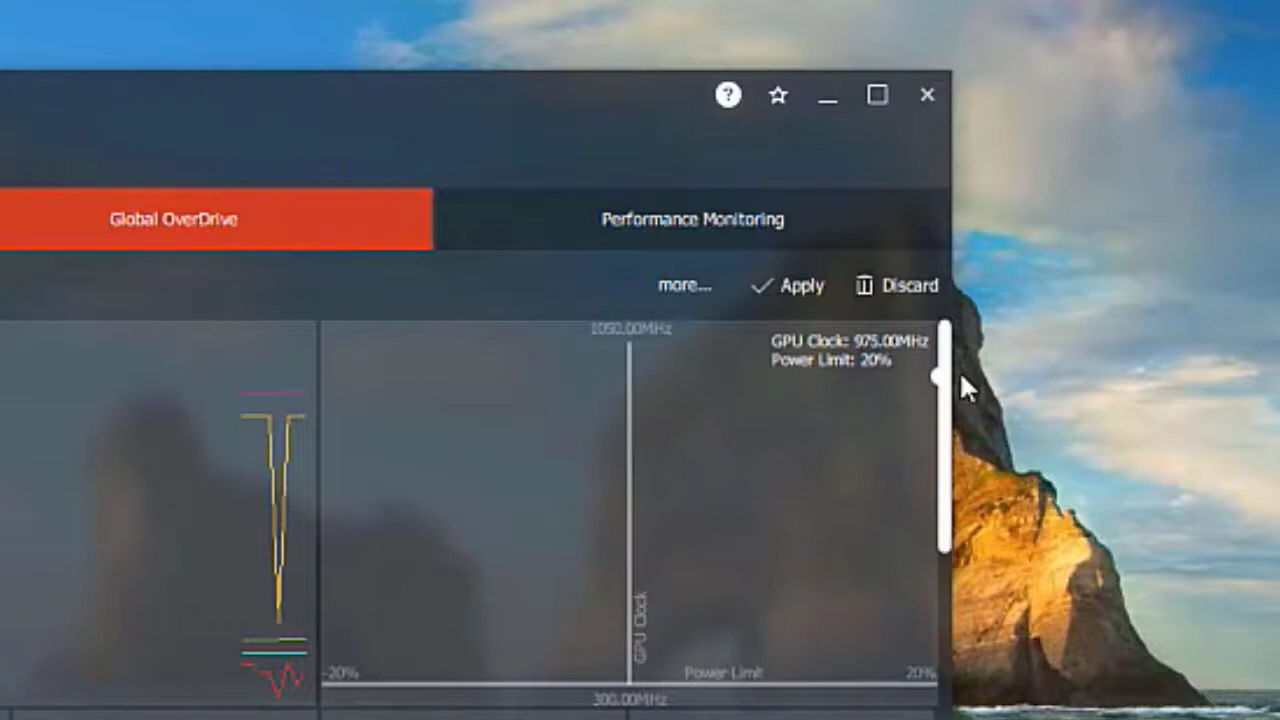 ?
Global OverDrive
Performance Monitoring
more... Apply Discard
1050.00MHz
GPU Clock: 975.00MHz
Power Limit: 20%
GPU Clock
-20%
Power Limit
20%
300.00MHz